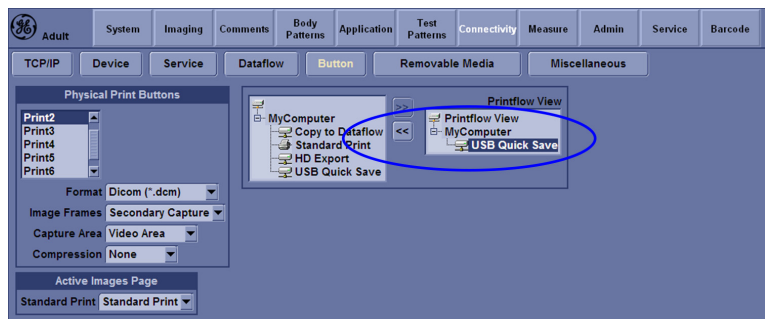 GE Adult System Imaging Comments Body Patterns Application Test Patterns Connectivity Measure Admin Service Barcode
TCP/IP Device Service Dataflow Button Removable Media Miscellaneous
Physical Print Buttons
Print2
Print3
Print4
Print5
Print6
Format Dicom (*.dcm)
Image Frames Secondary Capture
Capture Area Video Area
Compression None
MyComputer
Copy to Dataflow
Standard Print
HD Export
USB Quick Save
>>
<<
Printflow View
Printflow View
MyComputer
USB Quick Save
Active Images Page
Standard Print Standard Print